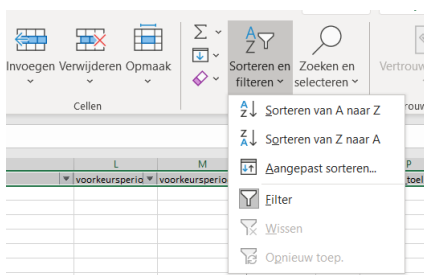 Invoegen Verwijderen Opmaak
Sorteren en filteren
Zoeken en selecteren
Cellen
Sorteren van A naar Z
Sorteren van Z naar A
Aangepast sorteren...
Filter
Wissen
Opnieuw toep.
L M P
voorkeursperio voorkeursperio toel